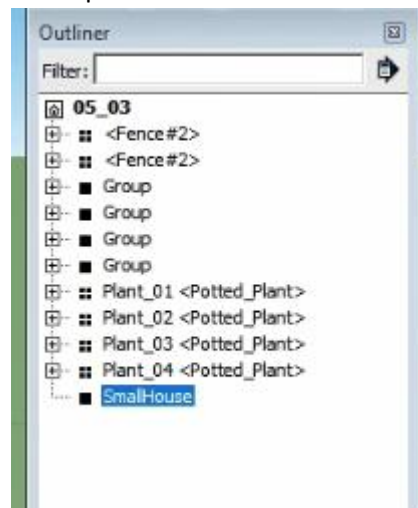 Outliner
Filter:
05_03
<Fence#2>
<Fence#2>
Group
Group
Group
Group
Plant_01 <Potted_Plant>
Plant_02 <Potted_Plant>
Plant_03 <Potted_Plant>
Plant_04 <Potted_Plant>
SmallHouse